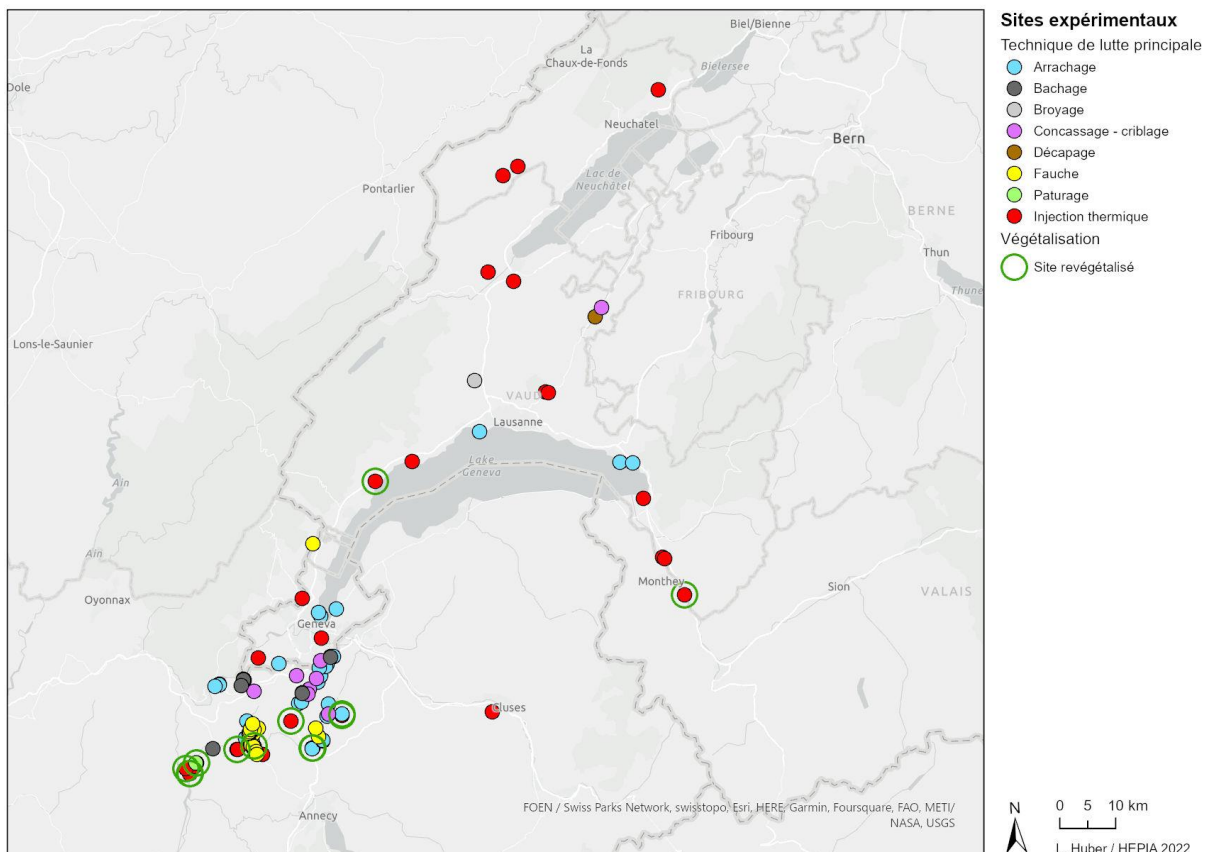 Biel/Bienne
La
Chaux-de-Fonds
Bielersee
Dole
Neuchatel
Bern
Lac de
Neuchâtel
Pontarlier
BERNE
Fribourg
Thun
Thune
FRIBOURG
Lons-le-Saunier
VAUD
Lausanne
Lake
Geneva
Ain
Ain
Monthey
Sion
VALAIS
Oyonnax
Geneva
Cluses
Annecy
FOEN / Swiss Parks Network, swisstopo, Esri, HERE, Garmin, Foursquare, FAO, METI/
NASA, USGS
Sites expérimentaux
Technique de lutte principale
Arrachage
Bachage
Broyage
Concassage - criblage
Décapage
Fauche
Paturage
Injection thermique
Végétalisation
Site revégétalisé
N
0 5 10 km
L. Huber / HEPIA 2022